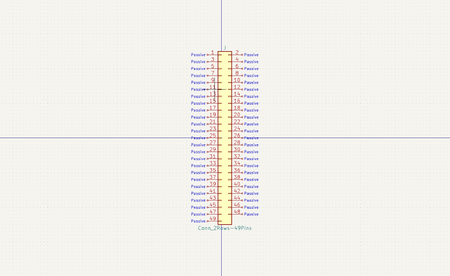 J
Passive 1 2 Passive
Passive 3 4 Passive
Passive 5 6 Passive
Passive 7 8 Passive
Passive 9 10 Passive
Passive 11 12 Passive
Passive 13 14 Passive
Passive 15 16 Passive
Passive 17 18 Passive
Passive 19 20 Passive
Passive 21 22 Passive
Passive 23 24 Passive
Passive 25 26 Passive
Passive 27 28 Passive
Passive 29 30 Passive
Passive 31 32 Passive
Passive 33 34 Passive
Passive 35 36 Passive
Passive 37 38 Passive
Passive 39 40 Passive
Passive 41 42 Passive
Passive 43 44 Passive
Passive 45 46 Passive
Passive 47 48 Passive
Passive 49
Conn_2Rows-49Pins